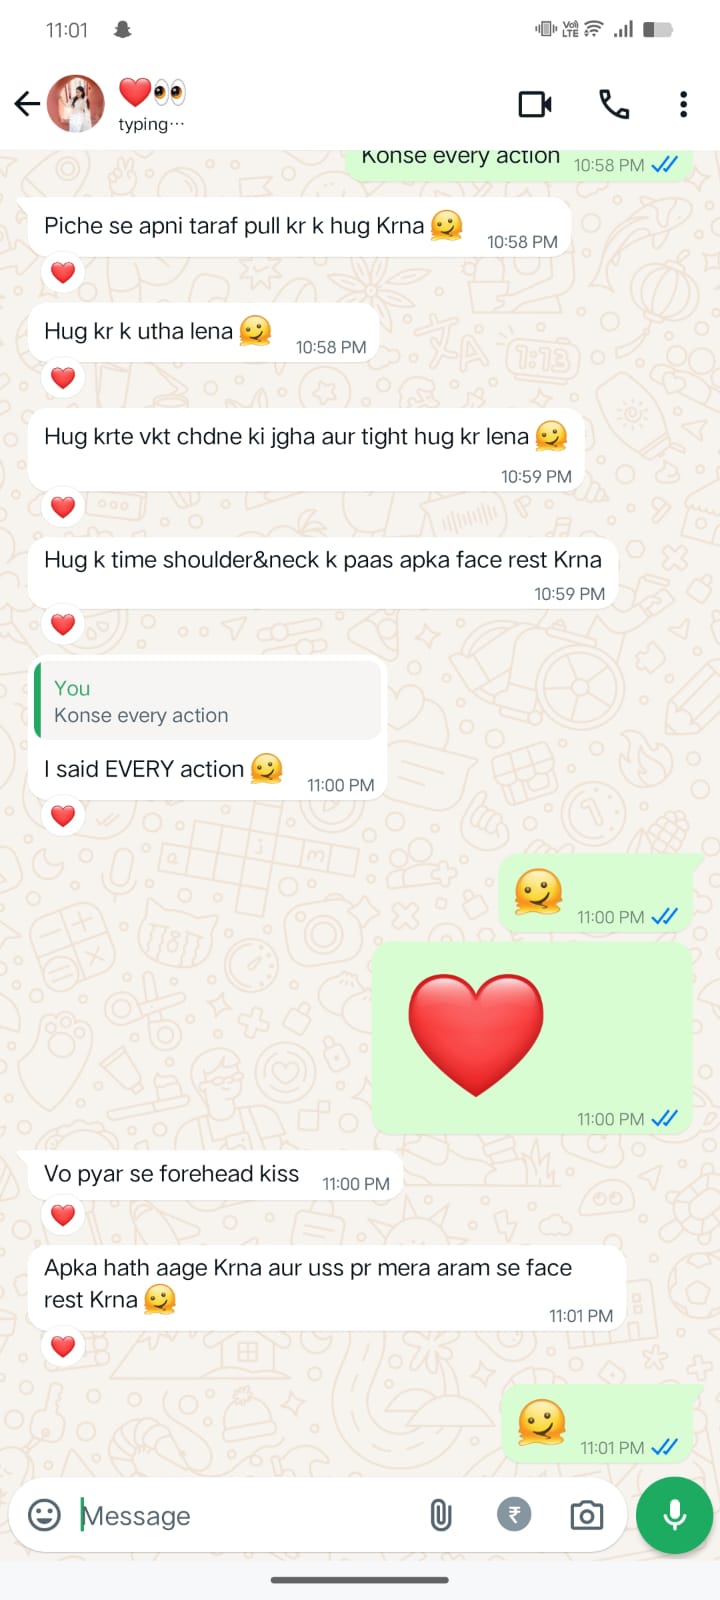 11:01
Vo)
LTE
❤️👀
typing...
Konse every action 10:58 PM
Piche se apni taraf pull kr k hug Krna 🫠 10:58 PM
❤️
Hug kr k utha lena 🫠 10:58 PM
❤️
Hug krte vkt chdne ki jgha aur tight hug kr lena 🫠
10:59 PM
❤️
Hug k time shoulder&neck k paas apka face rest Krna
10:59 PM
❤️
You
Konse every action
I said EVERY action 🫠 11:00 PM
❤️
🫠 11:00 PM
❤️
11:00 PM
Vo pyar se forehead kiss 11:00 PM
❤️
Apka hath aage Krna aur uss pr mera aram se face
rest Krna 🫠 11:01 PM
❤️
🫠 11:01 PM
Message
₹